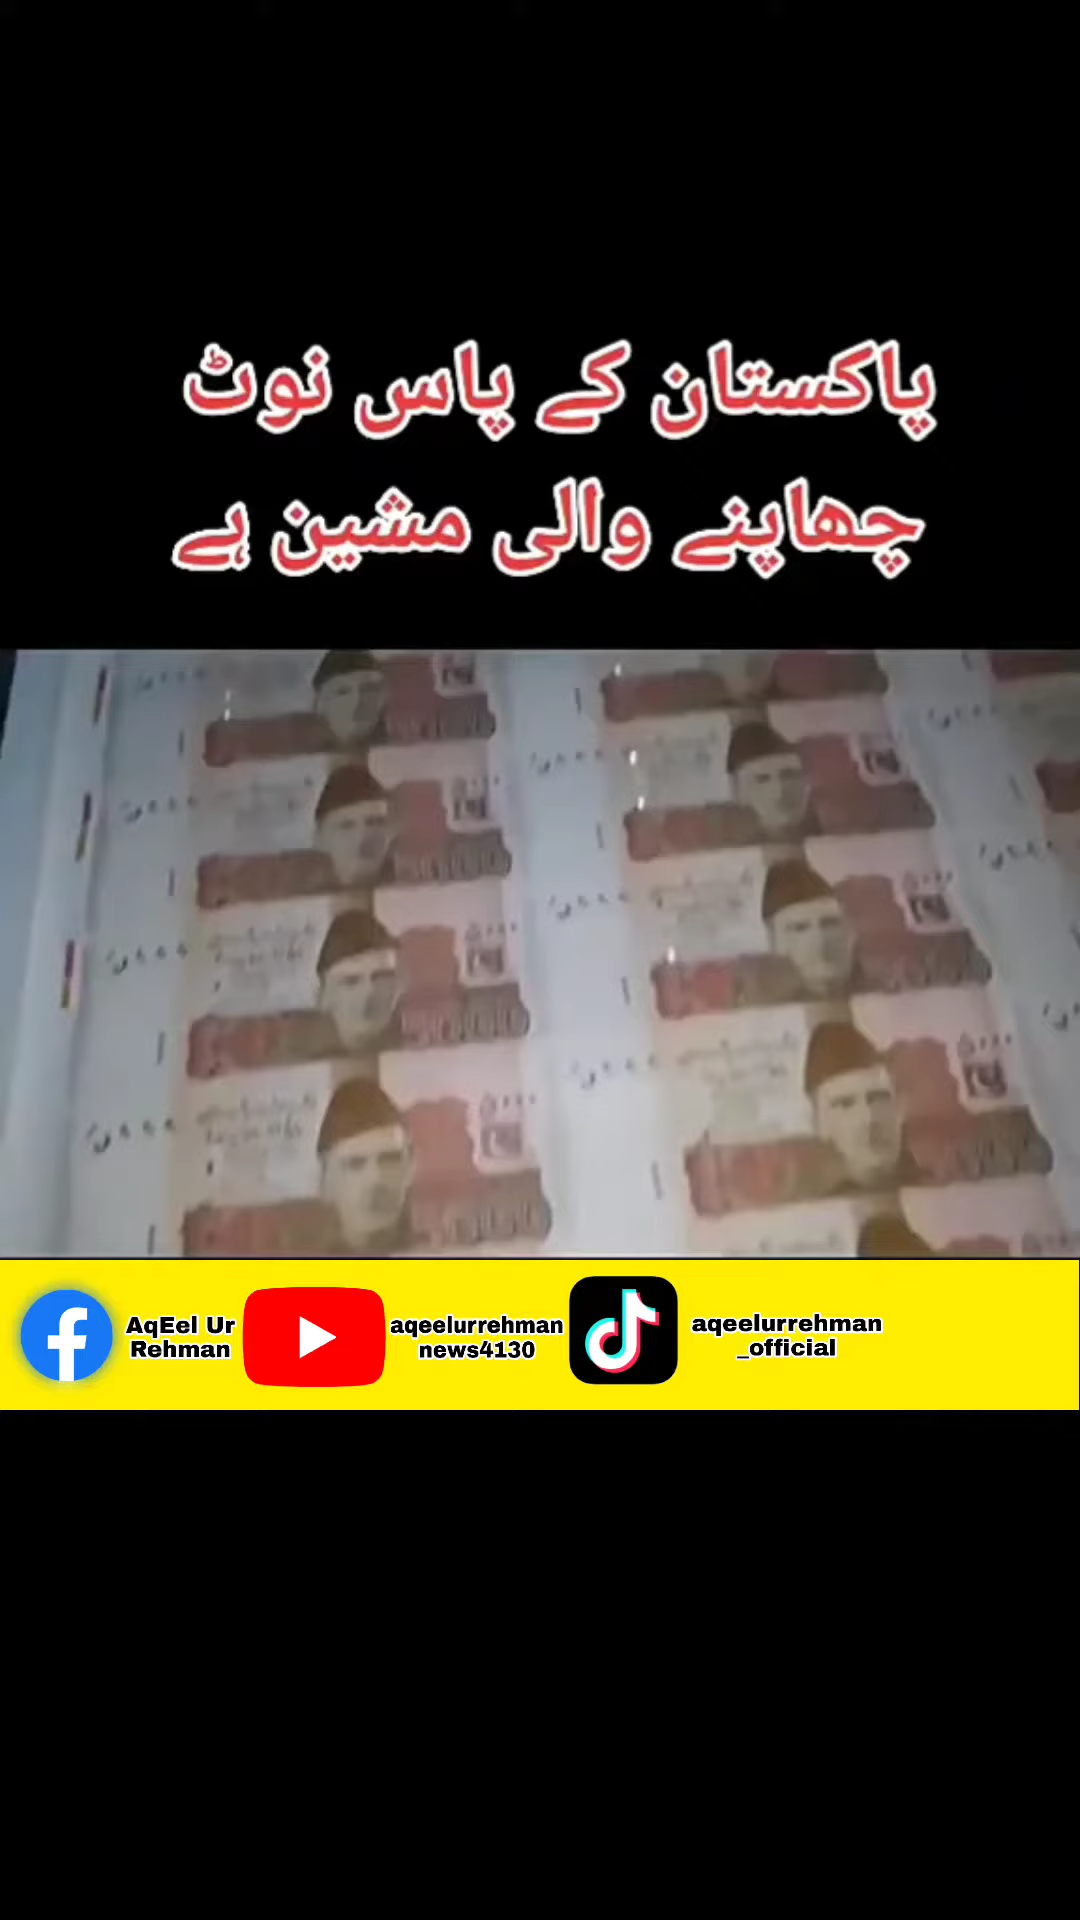 پاکستان کے پاس نوٹ
چھاپنے والی مشین ہے
AqEel Ur
Rehman
aqeelurrehman
news4130
aqeelurrehman
_official